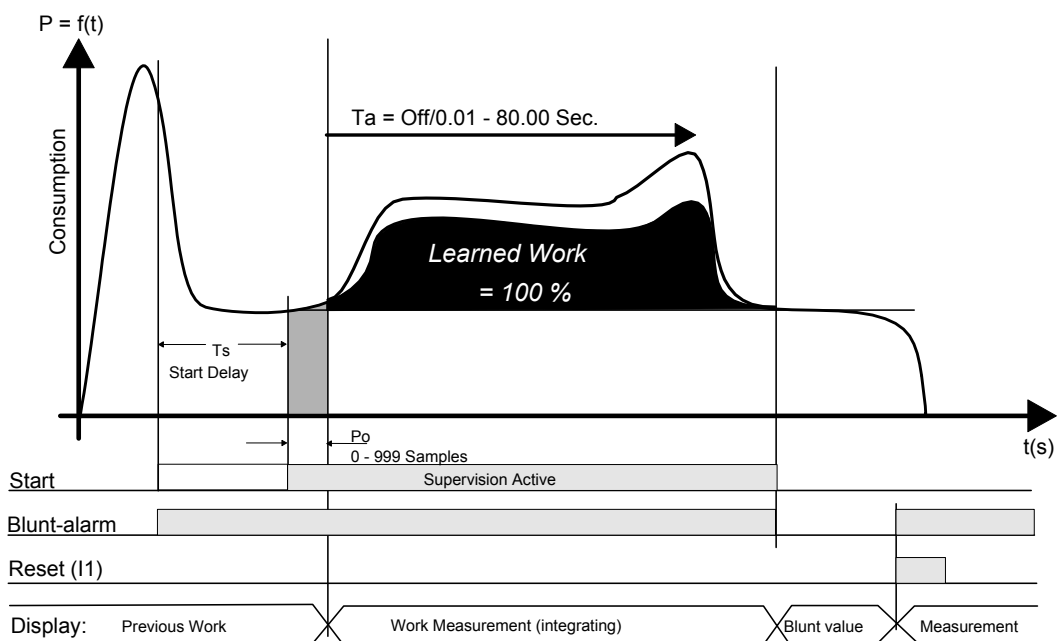 P = f(t)
Consumption
Ta = Off/0.01 - 80.00 Sec.
Learned Work
= 100 %
Ts
Start Delay
t(s)
Po
0 - 999 Samples
Start
Supervision Active
Blunt-alarm
Reset (I1)
Display:
Previous Work
Work Measurement (integrating)
Blunt value
Measurement